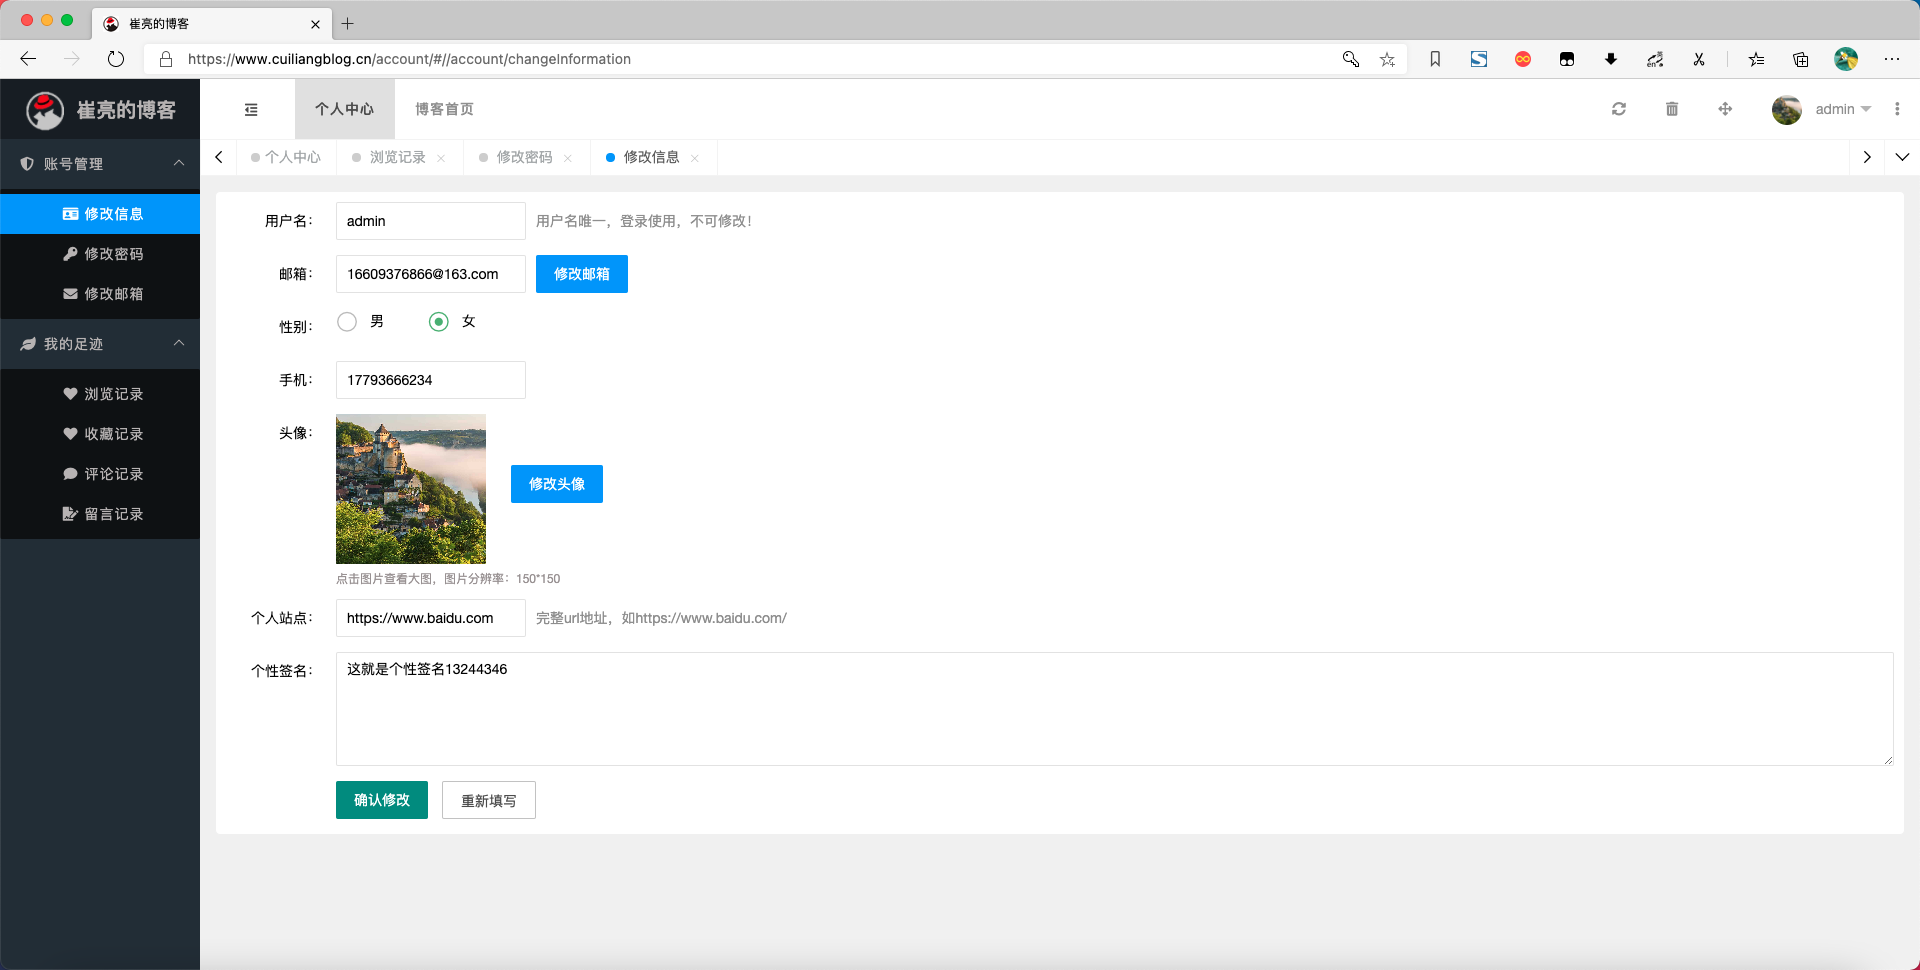 崔亮的博客
https://www.cuiliangblog.cn/account/#//account/changeInformation
崔亮的博客
个人中心
博客首页
admin
账号管理
修改信息
修改密码
修改邮箱
我的足迹
浏览记录
收藏记录
评论记录
留言记录
个人中心
浏览记录
修改密码
修改信息
用户名：
admin
用户名唯一，登录使用，不可修改！
邮箱：
16609376866@163.com
修改邮箱
性别：
男
女
手机：
17793666234
头像：
修改头像
点击图片查看大图，图片分辨率：150*150
个人站点：
https://www.baidu.com
完整url地址，如https://www.baidu.com/
个性签名：
这就是个性签名13244346
确认修改
重新填写